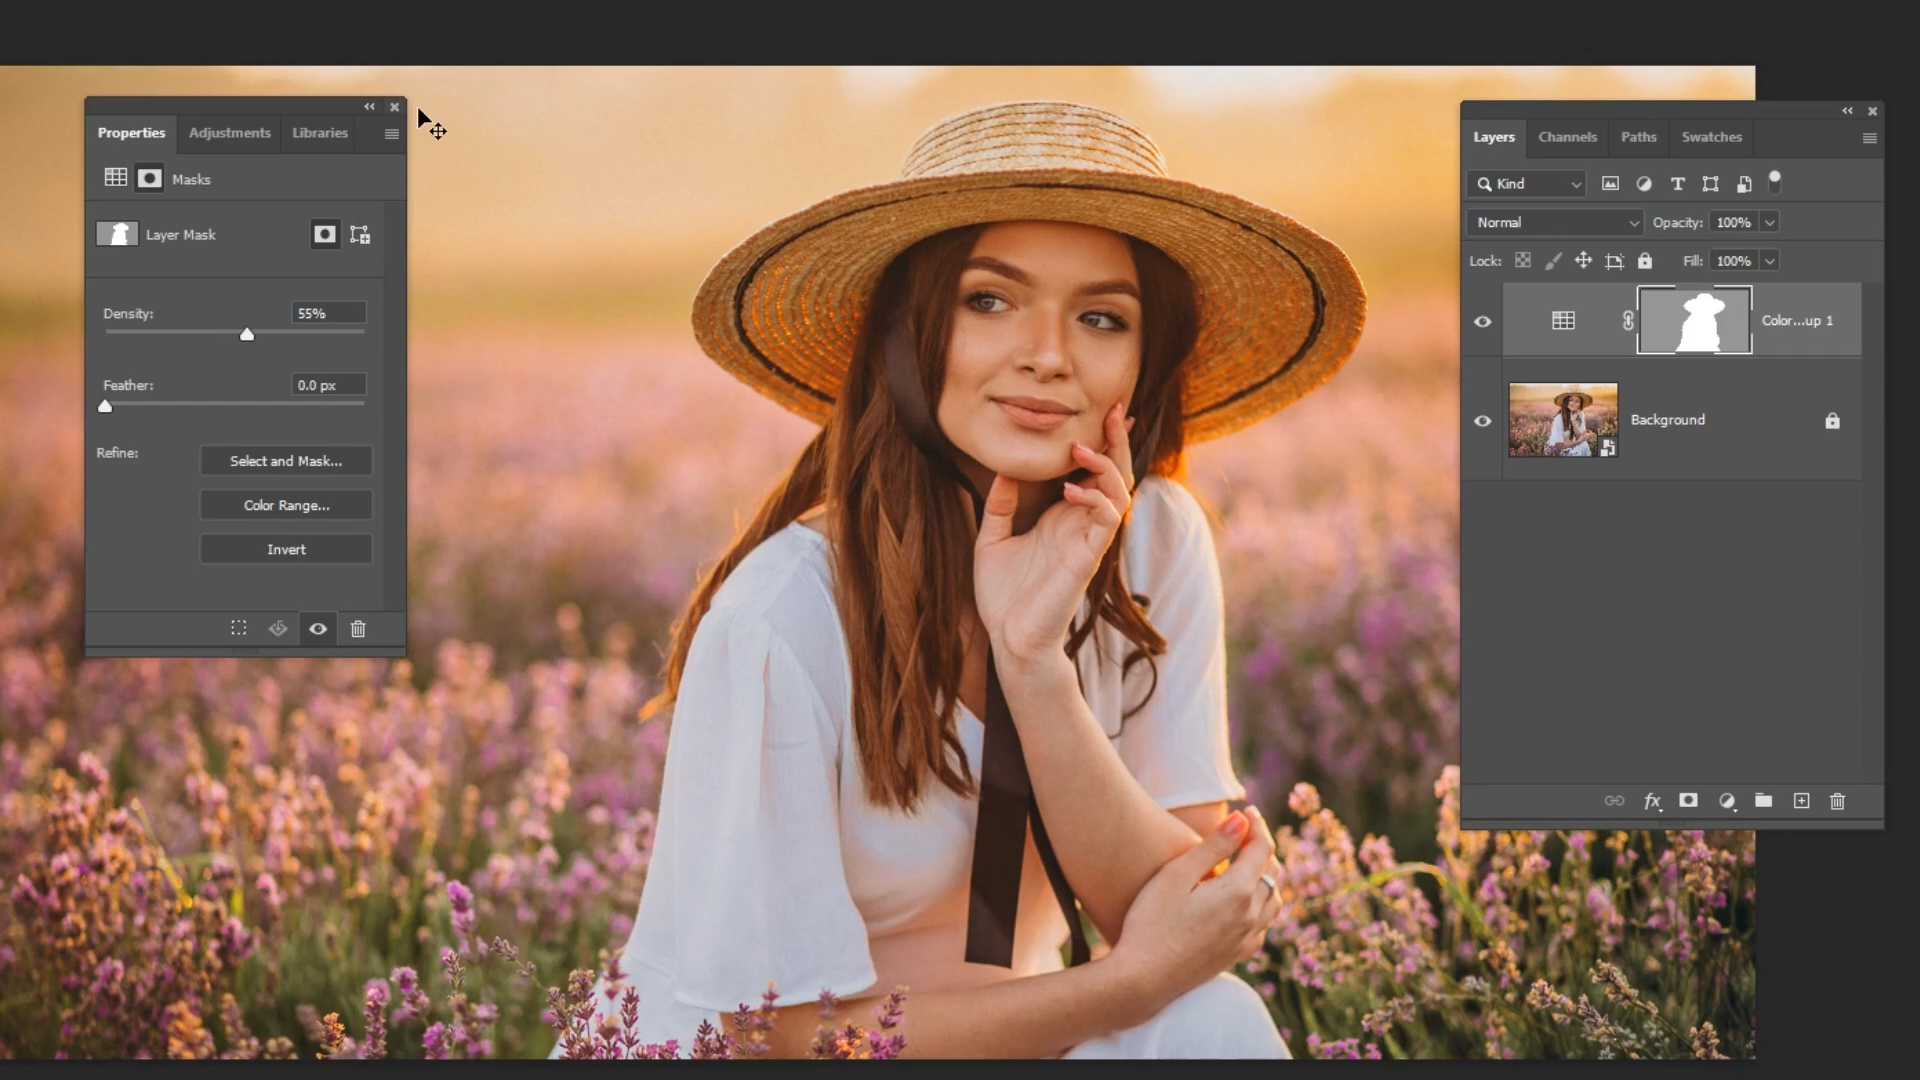 Properties Adjustments Libraries
Masks
Layer Mask
Density: 55%
Feather: 0.0 px
Refine:
Select and Mask...
Color Range...
Invert
Layers Channels Paths Swatches
Kind
Normal Opacity: 100%
Lock: Fill: 100%
Color...up 1
Background
fx